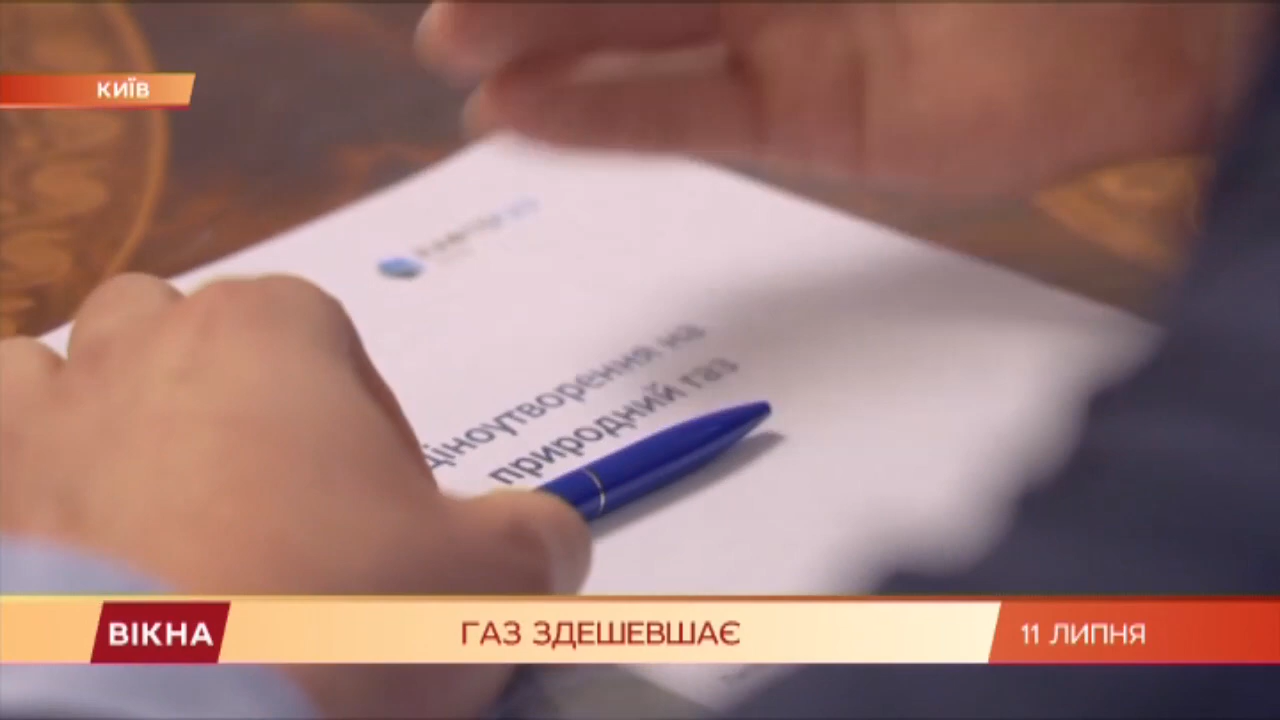 КИЇВ
ціноутворення на
природний газ
ВІКНА
ГАЗ ЗДЕШЕВШАЄ
11 ЛИПНЯ